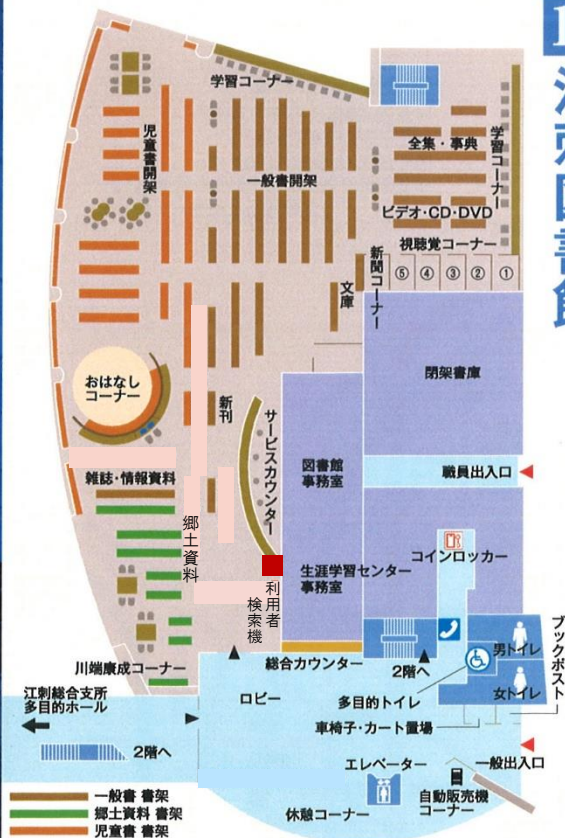 江刺図書館
学習コーナー
児童書開架
一般書開架
全集・事典
学習コーナー
ビデオ・CD・DVD
視聴覚コーナー
⑤ ④ ③ ② ①
新聞コーナー
文庫
閉架書庫
おはなし
コーナー
新刊
サービスカウンター
図書館
事務室
職員出入口
雑誌・情報資料
郷土資料
コインロッカー
生涯学習センター
事務室
利用者
検索機
ブックポスト
男トイレ
川端康成コーナー
総合カウンター
2階へ
女トイレ
江刺総合支所
多目的ホール
ロビー
多目的トイレ
車椅子・カート置場
2階へ
一般出入口
エレベーター
自動販売機
コーナー
休憩コーナー
一般書 書架
郷土資料 書架
児童書 書架